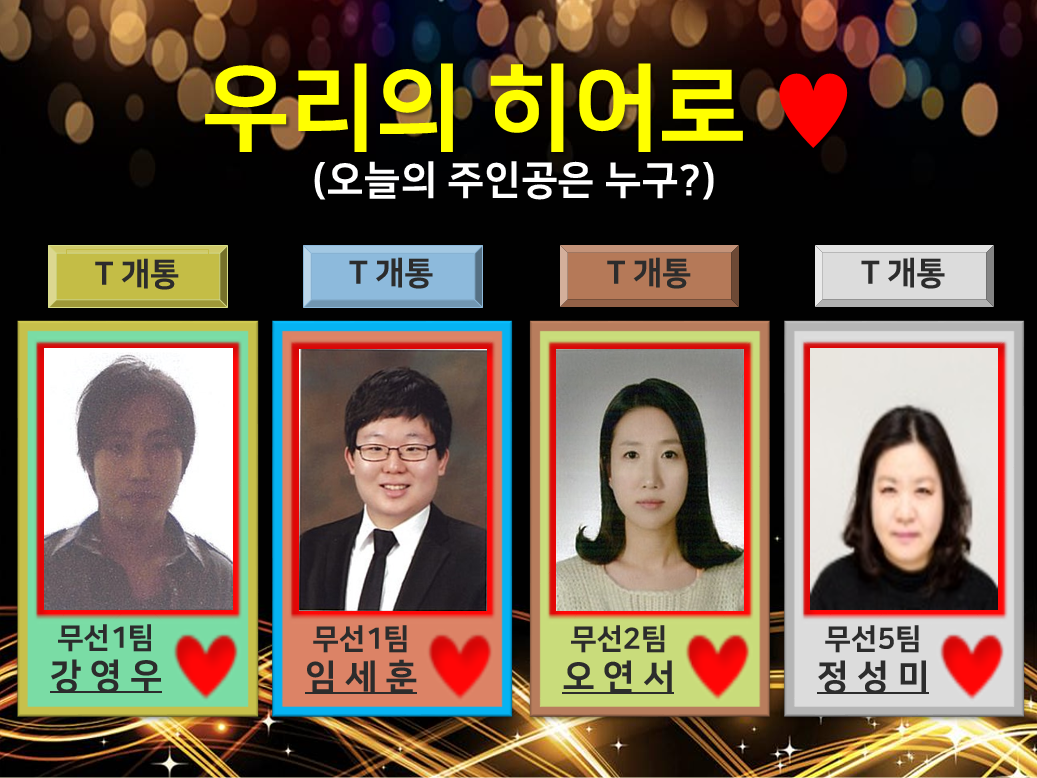 우리의 히어로 ♥
(오늘의 주인공은 누구?)
T 개통
T 개통
T 개통
T 개통
무선1팀
강 영 우
무선1팀
임 세 훈
무선2팀
오 연 서
무선5팀
정 성 미